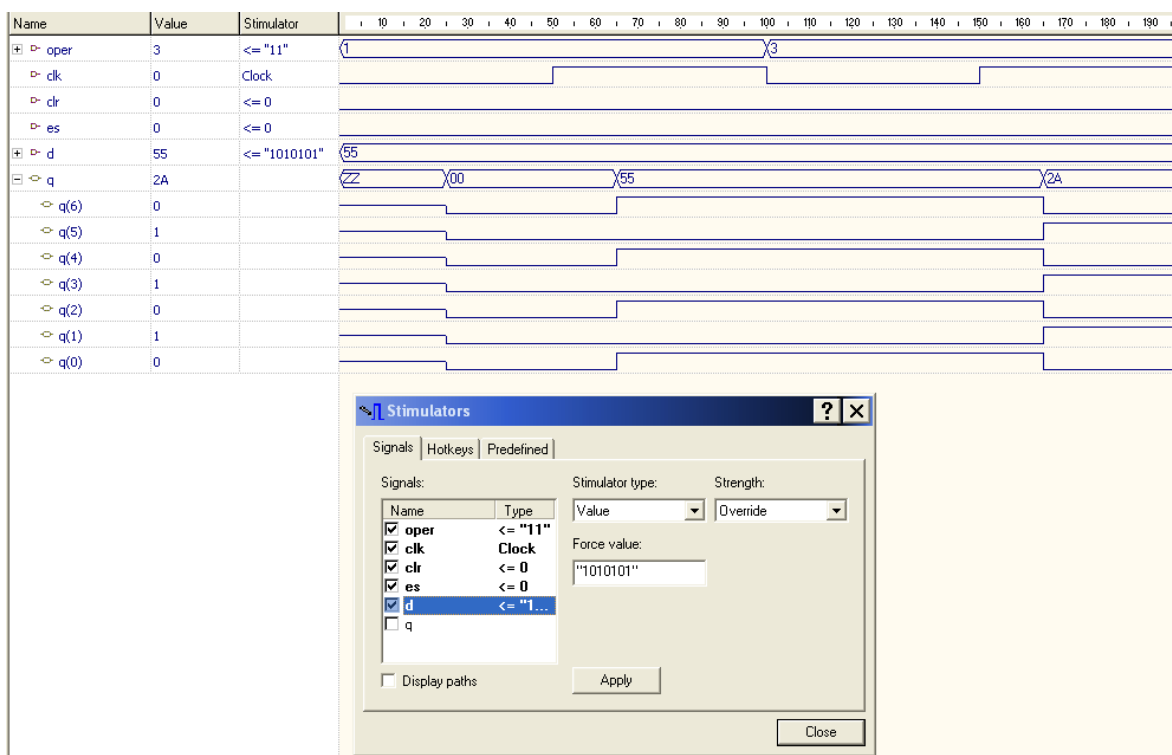 Name Value Stimulator 10 20 30 40 50 60 70 80 90 100 110 120 130 140 150 160 170 180 190
oper 3 <= "11" 1 3
clk 0 Clock
clr 0 <= 0
es 0 <= 0
d 55 <= "1010101" 55
q 2A ZZ 00 55 2A
q(6) 0
q(5) 1
q(4) 0
q(3) 1
q(2) 0
q(1) 1
q(0) 0
Stimulators
Signals Hotkeys Predefined
Signals: Stimulator type: Strength:
Name Type Value Override
oper <= "11"
clk Clock Force value:
clr <= 0 "1010101"
es <= 0
d <= "1...
q
Display paths Apply
Close